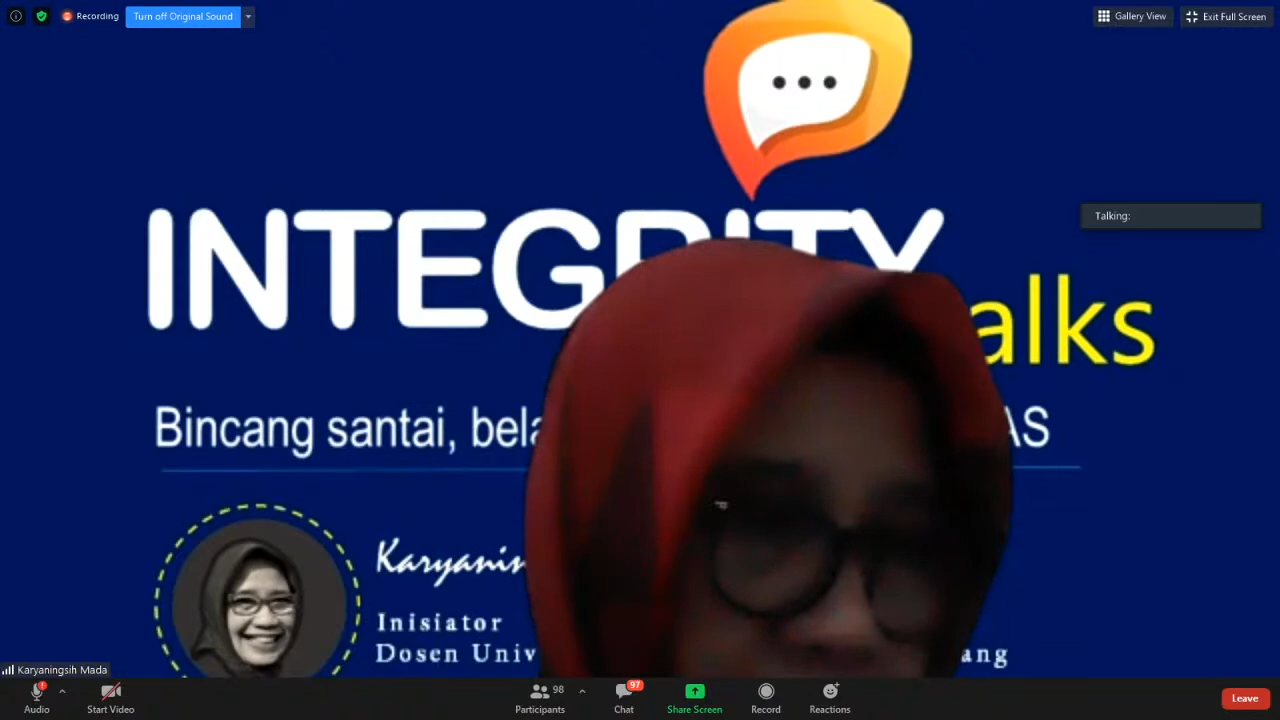 Recording
Turn off Original Sound
Gallery View
Exit Full Screen
INTEGRITY
alks
Talking:
Bincang santai, bela
AS
Karyanin
Inisiator
Dosen Univ
ang
Karyaningsih Mada
Audio
Start Video
Participants
98
Chat
97
Share Screen
Record
Reactions
Leave